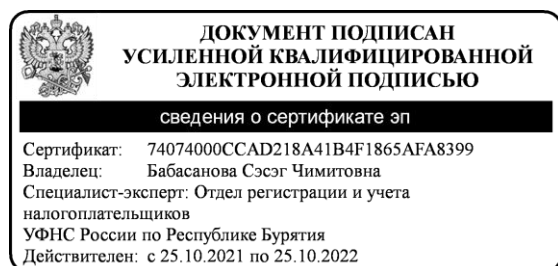 ДОКУМЕНТ ПОДПИСАН
УСИЛЕННОЙ КВАЛИФИЦИРОВАННОЙ
ЭЛЕКТРОННОЙ ПОДПИСЬЮ
сведения о сертификате эп
Сертификат: 74074000CCAD218A41B4F1865AFA8399
Владелец: Бабасанова Сэсэг Чимитовна
Специалист-эксперт: Отдел регистрации и учета
налогоплательщиков
УФНС России по Республике Бурятия
Действителен: с 25.10.2021 по 25.10.2022